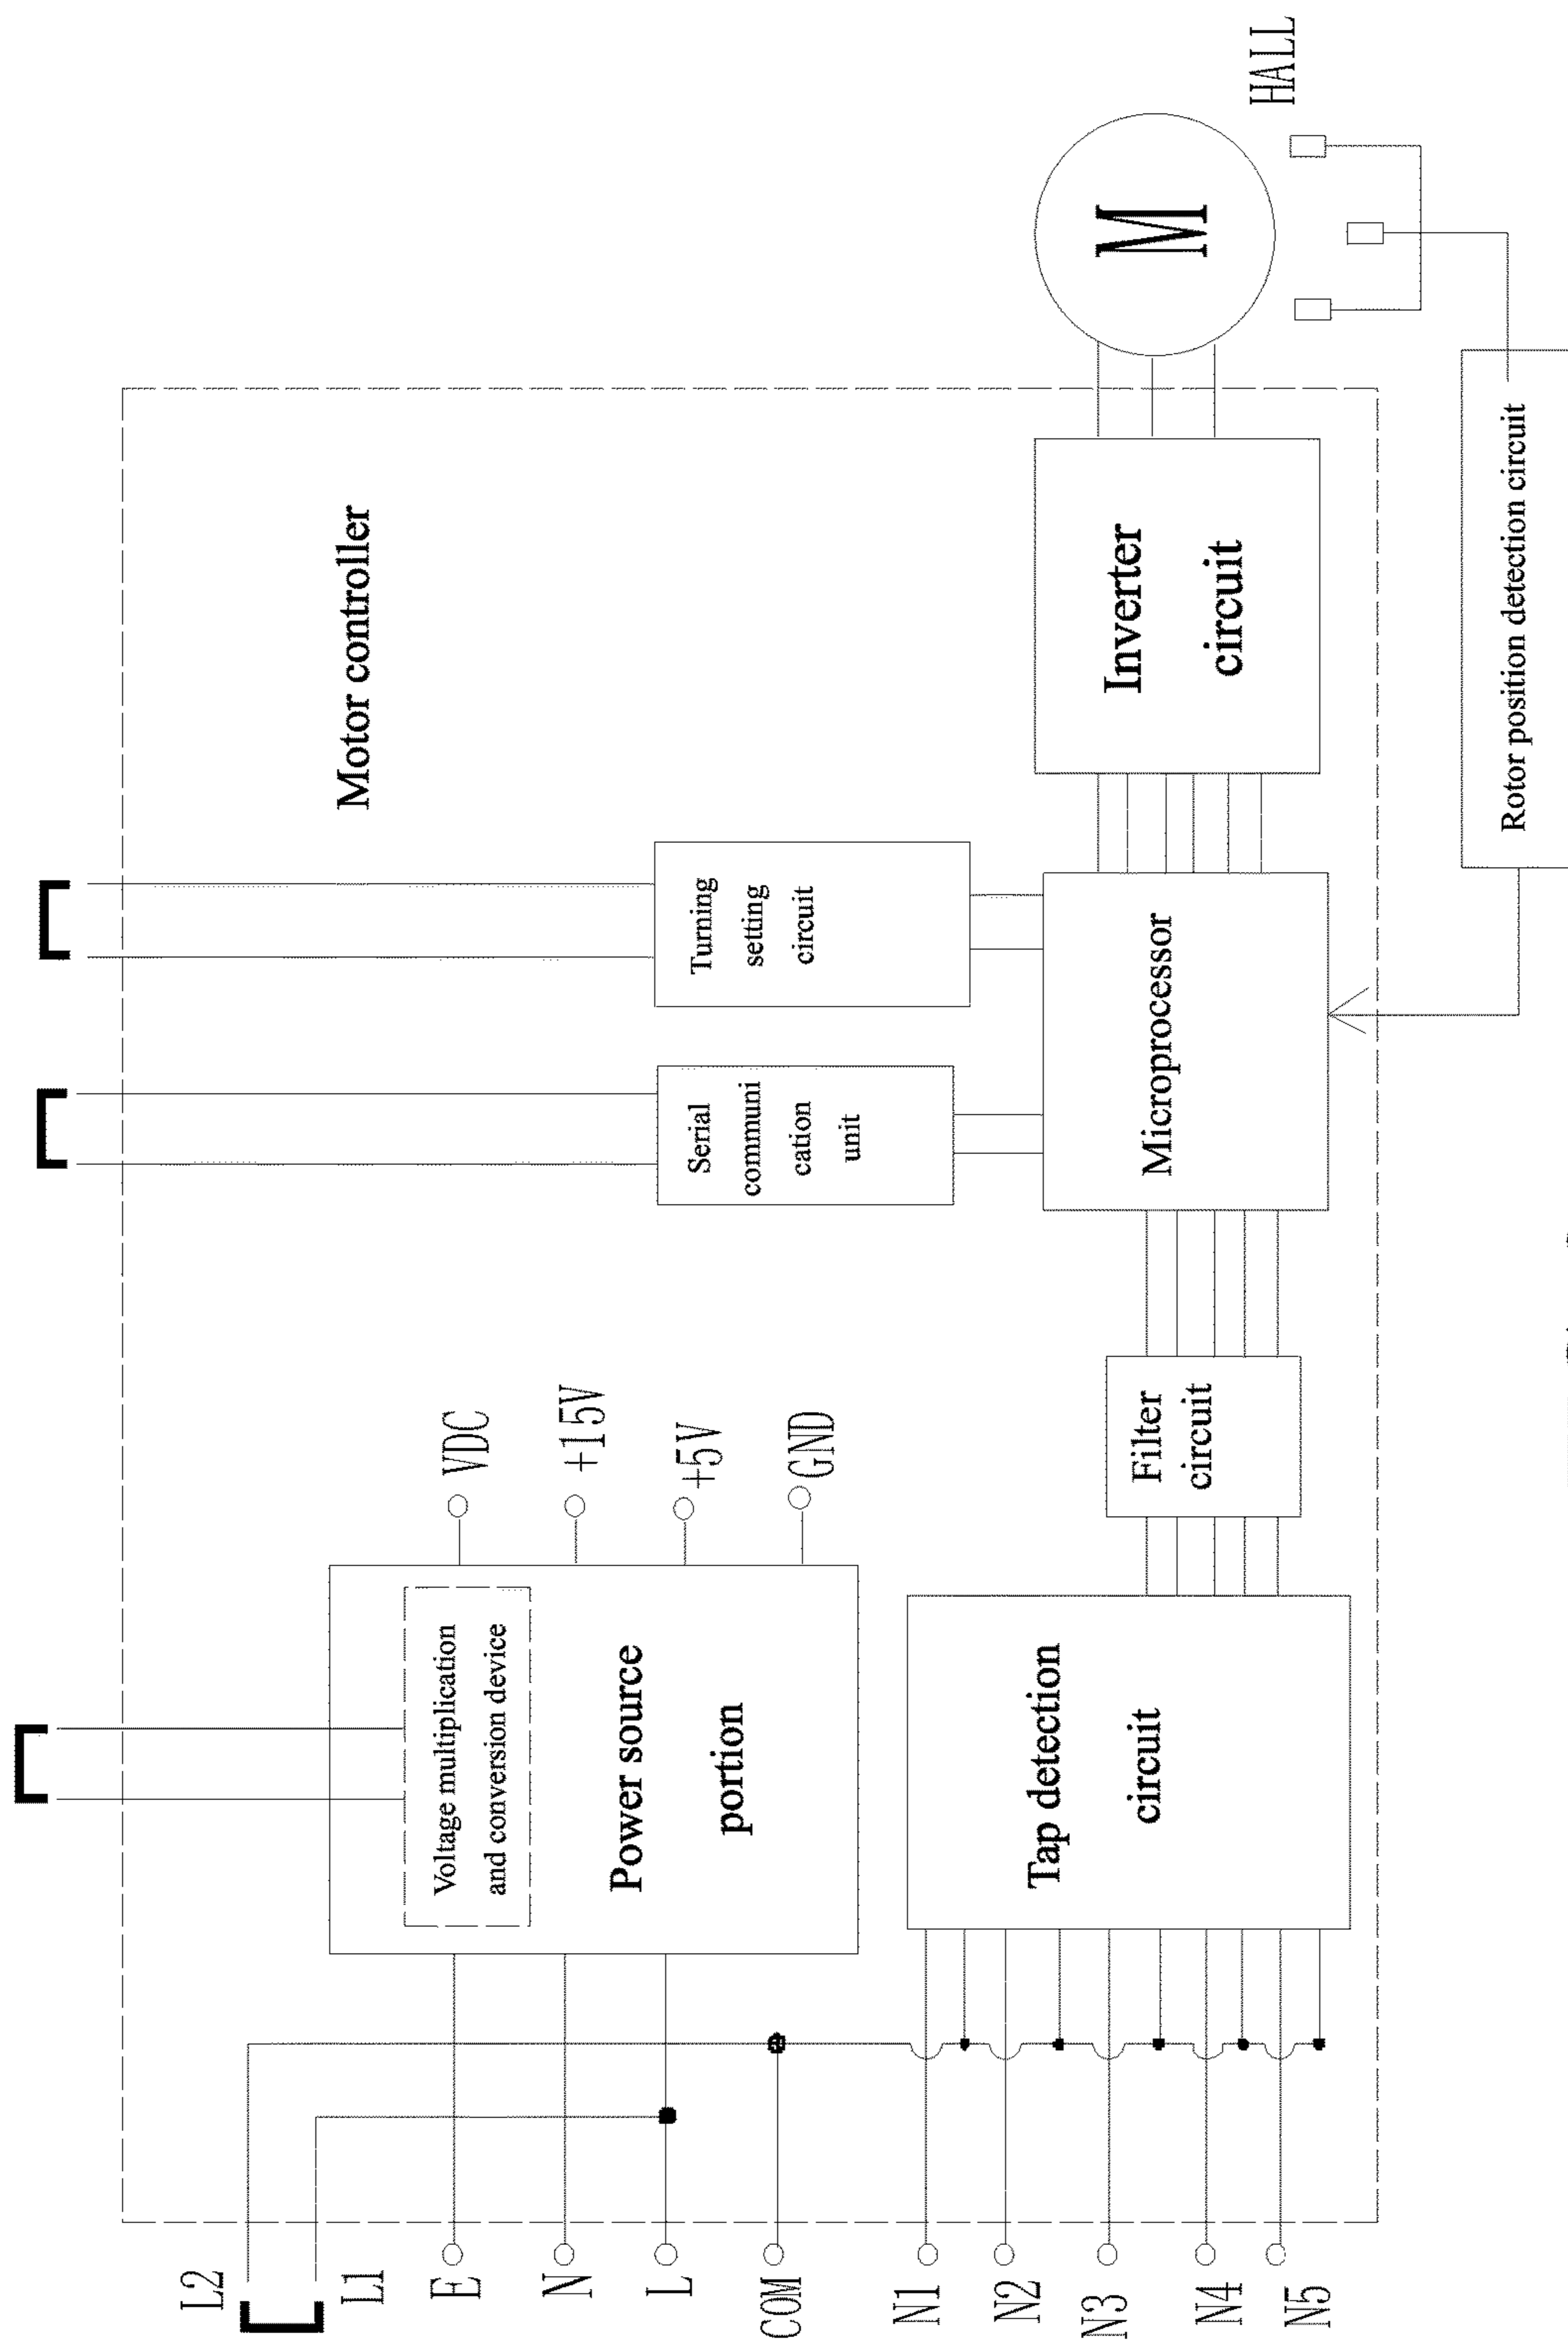 L2
L1
E
N
L
COM
N1
N2
N3
N4
N5
Voltage multiplication
and conversion device
Power source
portion
VDC
+15V
+5V
GND
Tap detection
circuit
Filter
circuit
Serial
communi
cation
unit
Turning
setting
circuit
Motor controller
Microprocessor
Inverter
circuit
M
HALL
Rotor position detection circuit